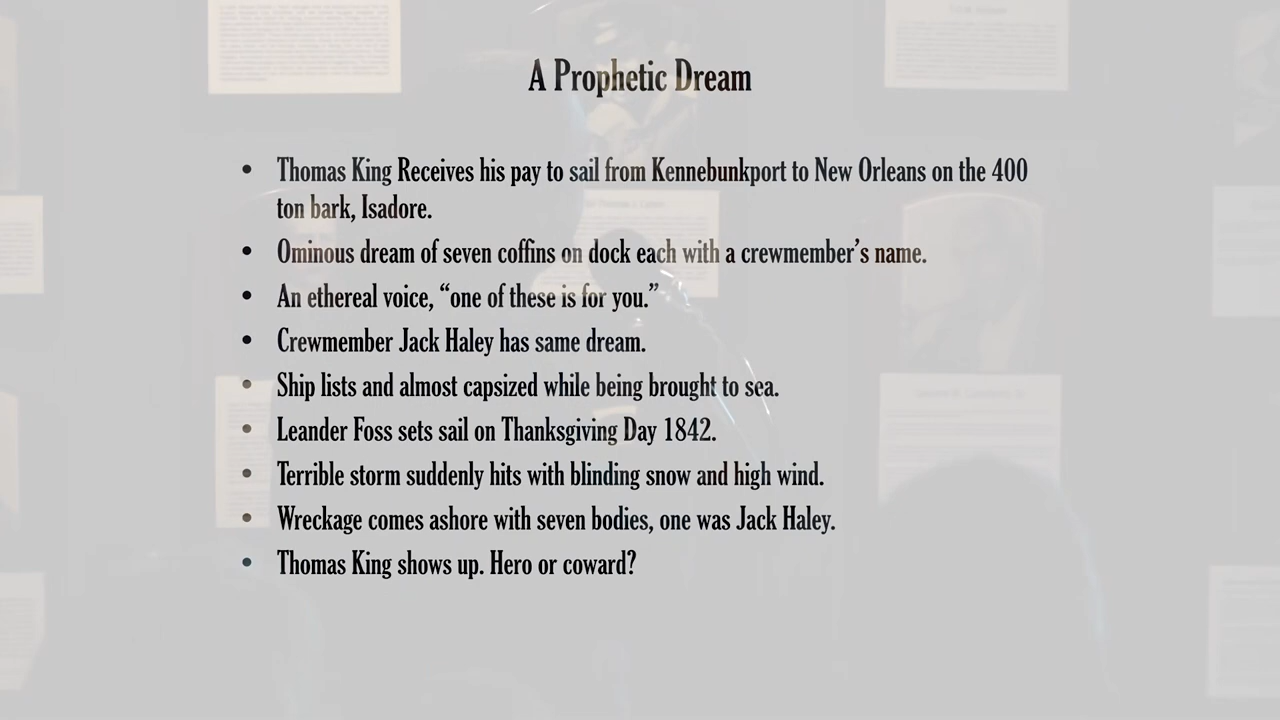 A Prophetic Dream
• Thomas King Receives his pay to sail from Kennebunkport to New Orleans on the 400
ton bark, Isadore.
• Ominous dream of seven coffins on dock each with a crewmember’s name.
• An ethereal voice, “one of these is for you.”
• Crewmember Jack Haley has same dream.
• Ship lists and almost capsized while being brought to sea.
• Leander Foss sets sail on Thanksgiving Day 1842.
• Terrible storm suddenly hits with blinding snow and high wind.
• Wreckage comes ashore with seven bodies, one was Jack Haley.
• Thomas King shows up. Hero or coward?